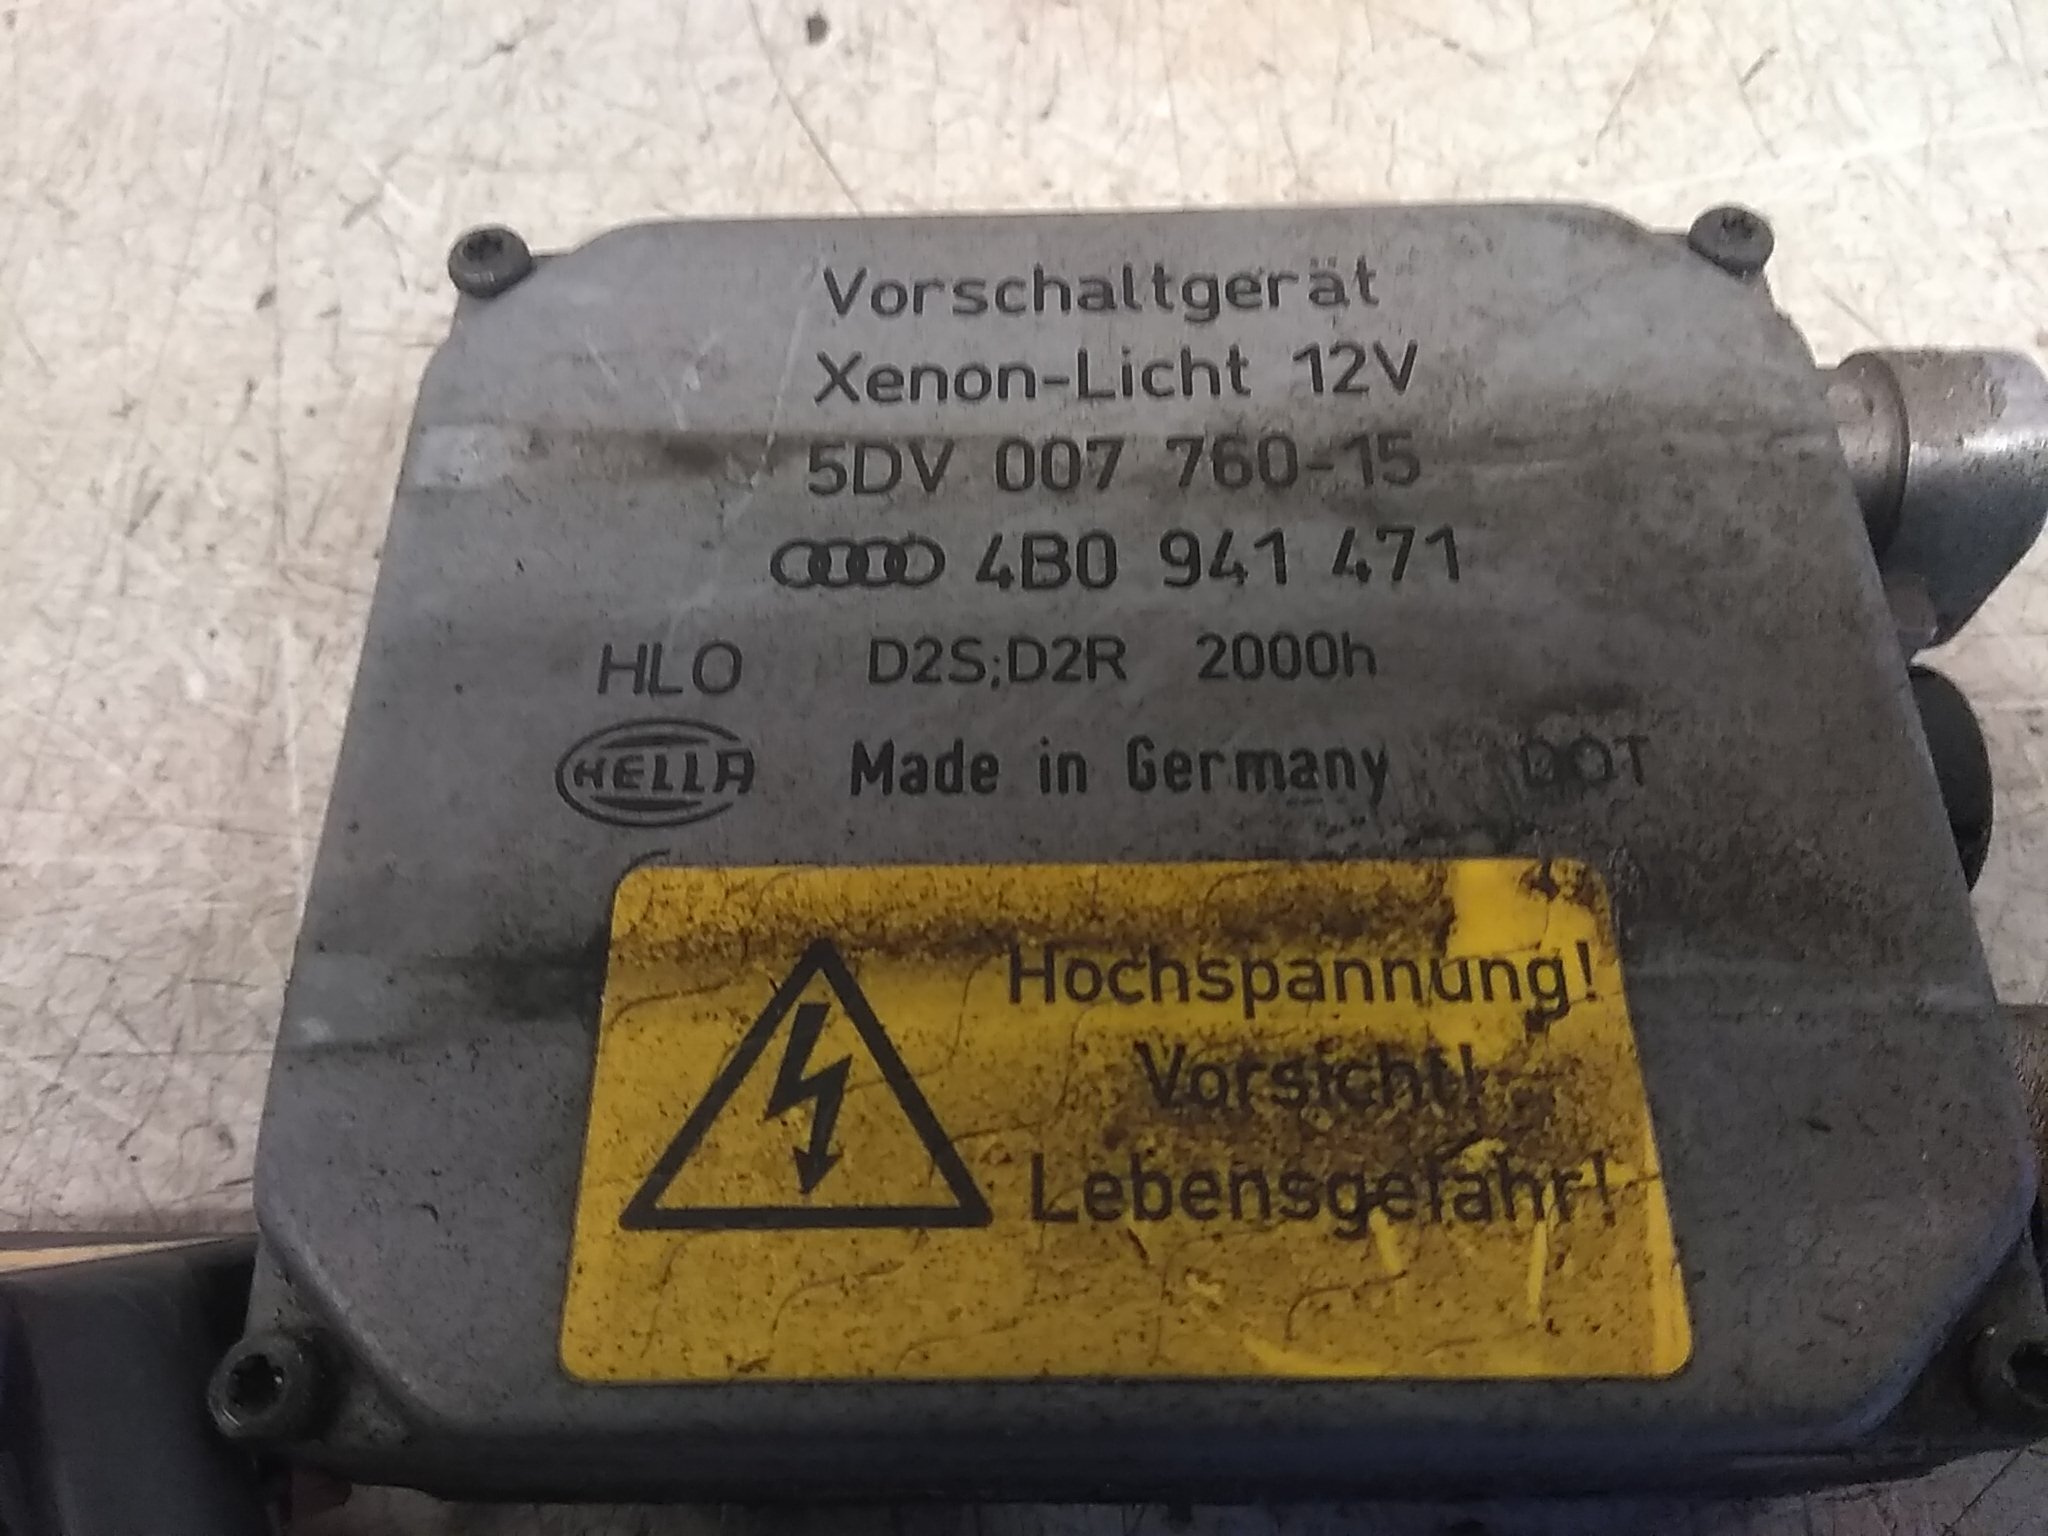 Vorschaltgerät
Xenon-Licht 12V
5DV 007 760-15
4B0 941 471
HLO D2S;D2R 2000h
HELLA Made in Germany DOT
Hochspannung!
Vorsicht!
Lebensgefahr!